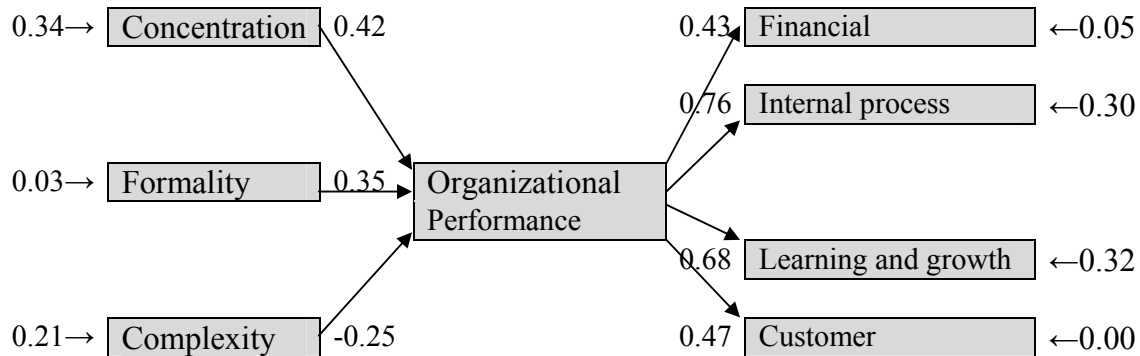 0.34→ Concentration 0.42 0.43 Financial ←0.05
0.76 Internal process ←0.30
0.03→ Formality 0.35 Organizational
Performance
0.68 Learning and growth ←0.32
0.21→ Complexity -0.25 0.47 Customer ←0.00